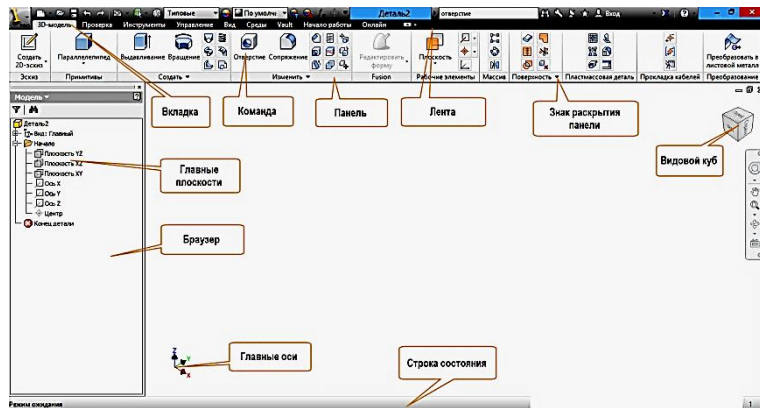 Типовые
По умолч
Деталь2
отверстие
Вход
3D-модель Проверка Инструменты Управление Вид Среды Vault Начало работы Онлайн
Создать 2D-эскиз
Параллелепипед
Выдавливание Вращение
Отверстие Сопряжение
Редактировать форму
Плоскость
Преобразовать в листовой металл
Эскиз Примитивы Создать Изменить Fusion Рабочие элементы Массив Поверхность Пластмассовая деталь Прокладка кабелей Преобразование
Модель
Деталь2
Вид: Главный
Начало
Плоскость YZ
Плоскость XZ
Плоскость XY
Ось X
Ось Y
Ось Z
Центр
Конец детали
Вкладка
Команда
Панель
Лента
Знак раскрытия
панели
Видовой куб
Главные
плоскости
Браузер
Z
Y
X
Главные оси
Строка состояния
Режим ожидания
1